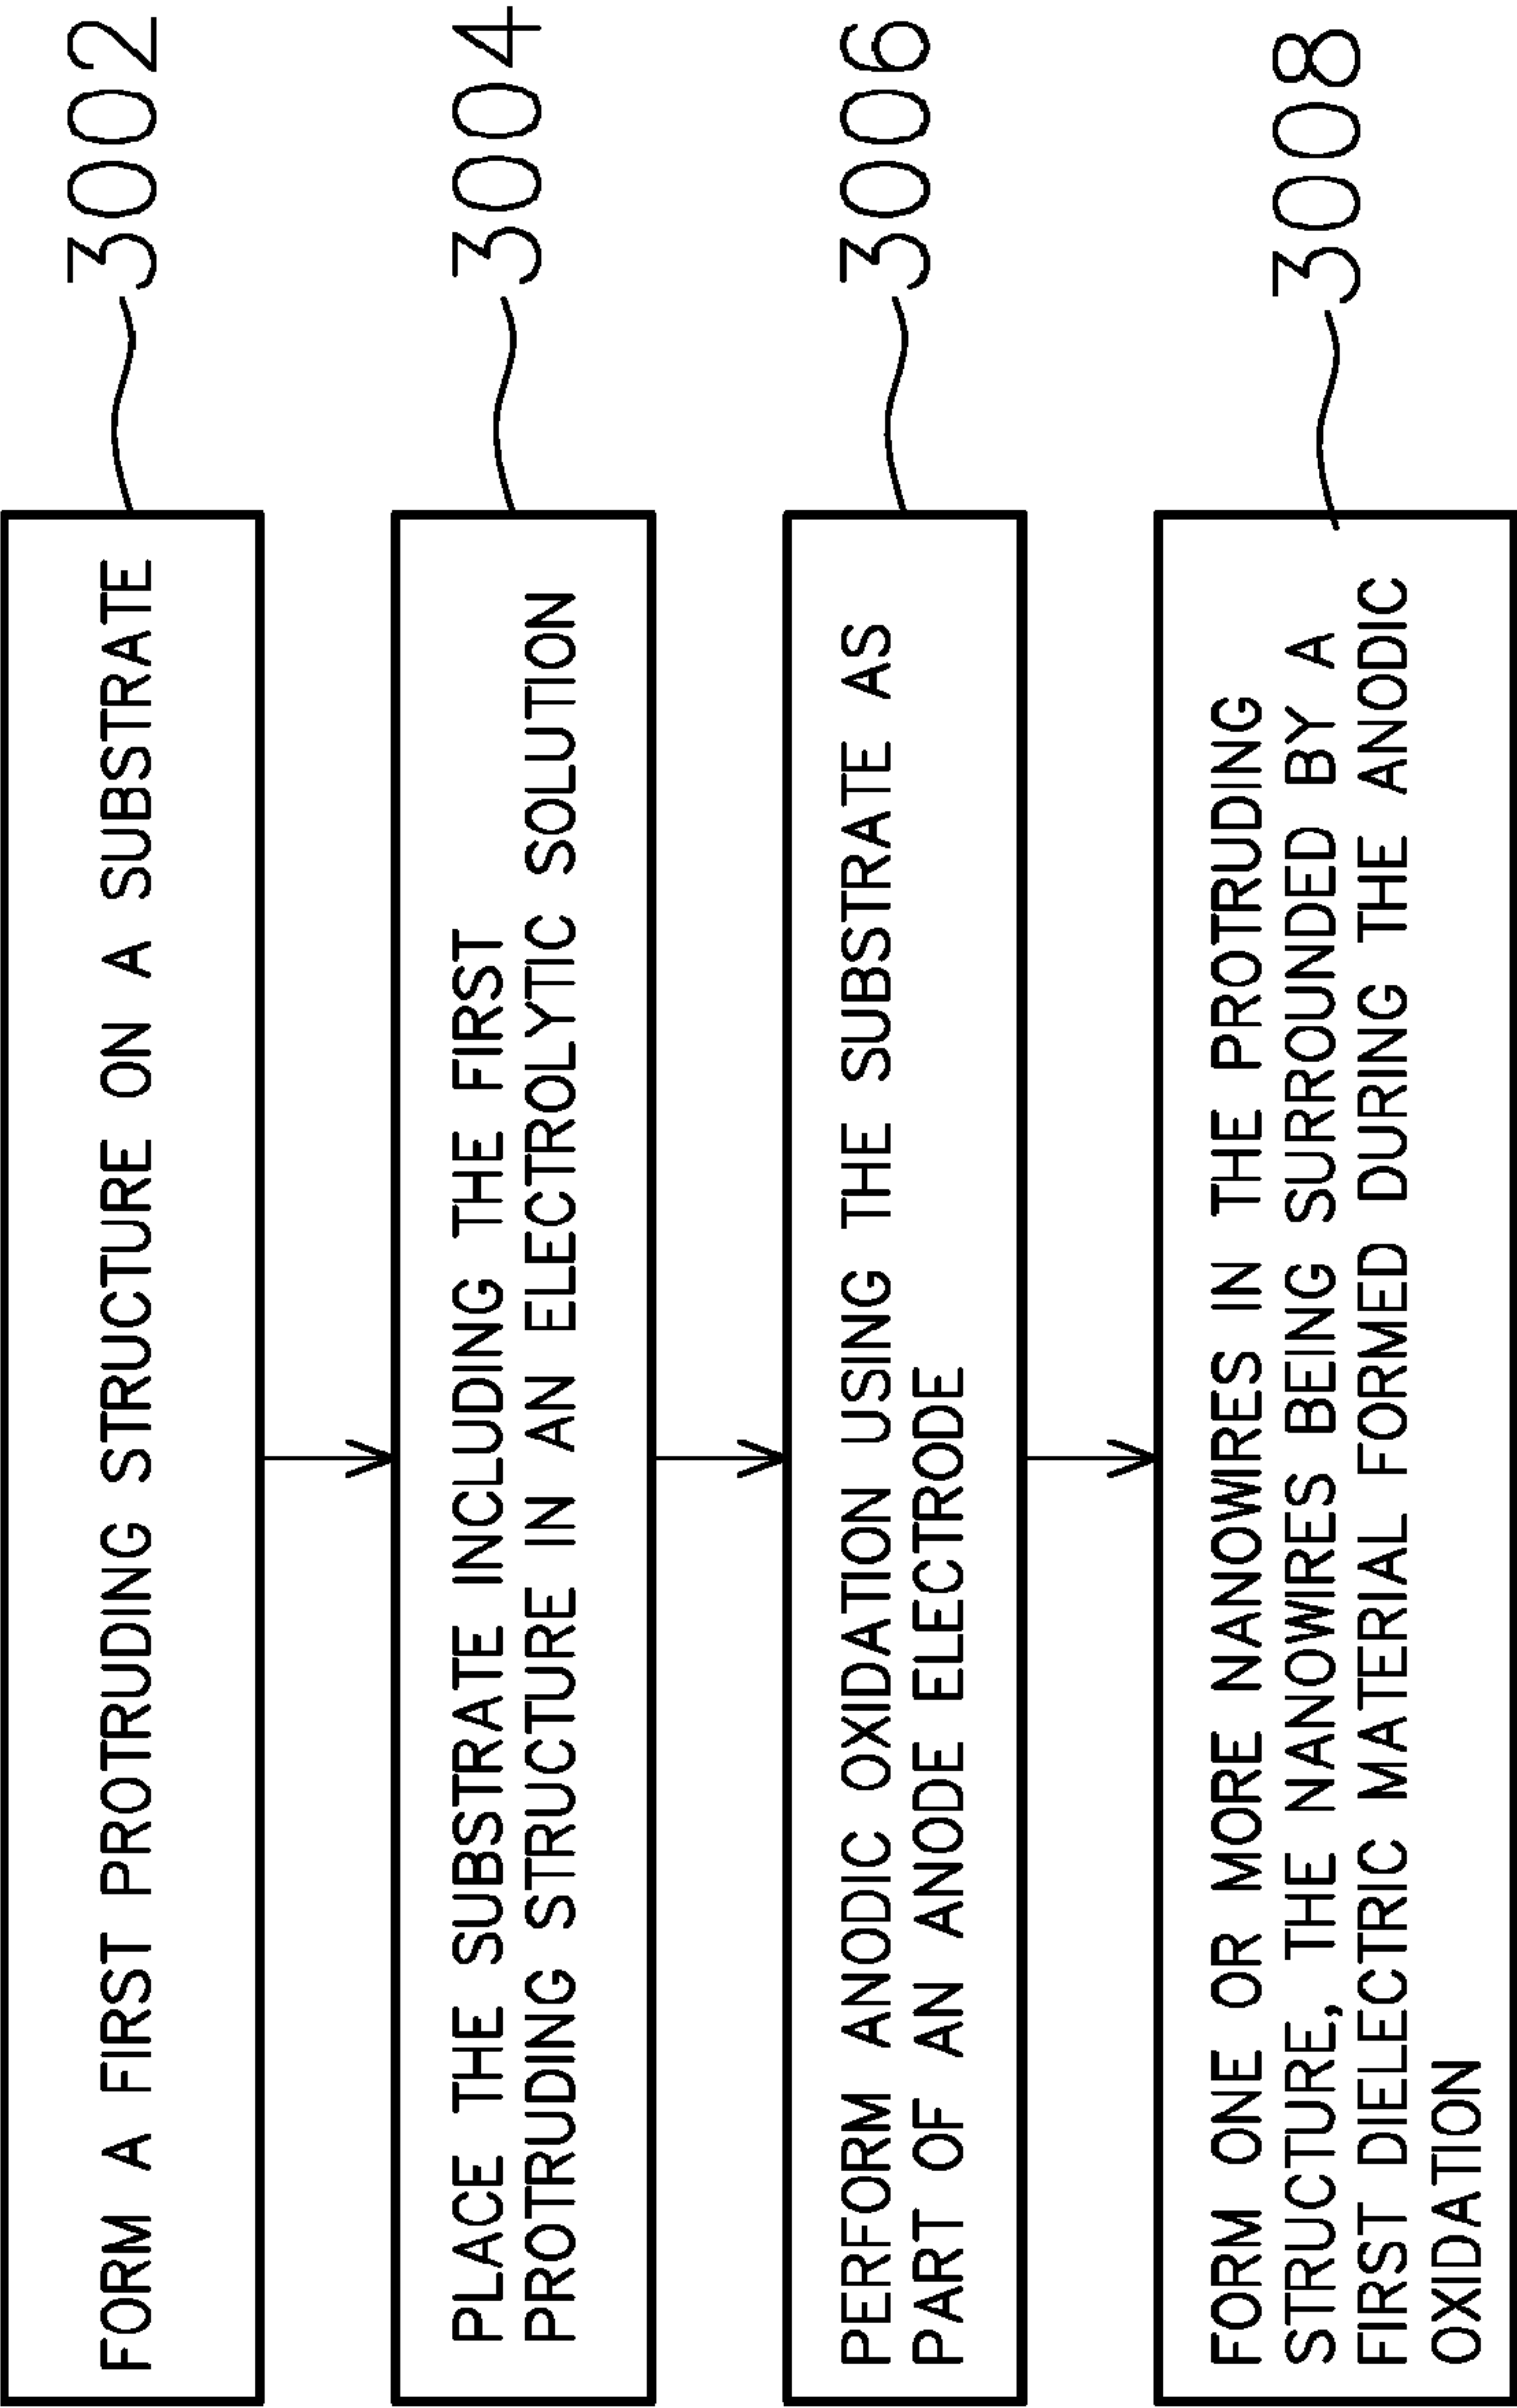 FORM A FIRST PROTRUDING STRUCTURE ON A SUBSTRATE
3002
PLACE THE SUBSTRATE INCLUDING THE FIRST
PROTRUDING STRUCTURE IN AN ELECTROLYTIC SOLUTION
3004
PERFORM ANODIC OXIDATION USING THE SUBSTRATE AS
PART OF AN ANODE ELECTRODE
3006
FORM ONE OR MORE NANOWIRES IN THE PROTRUDING
STRUCTURE, THE NANOWIRES BEING SURROUNDED BY A
FIRST DIELECTRIC MATERIAL FORMED DURING THE ANODIC
OXIDATION
3008